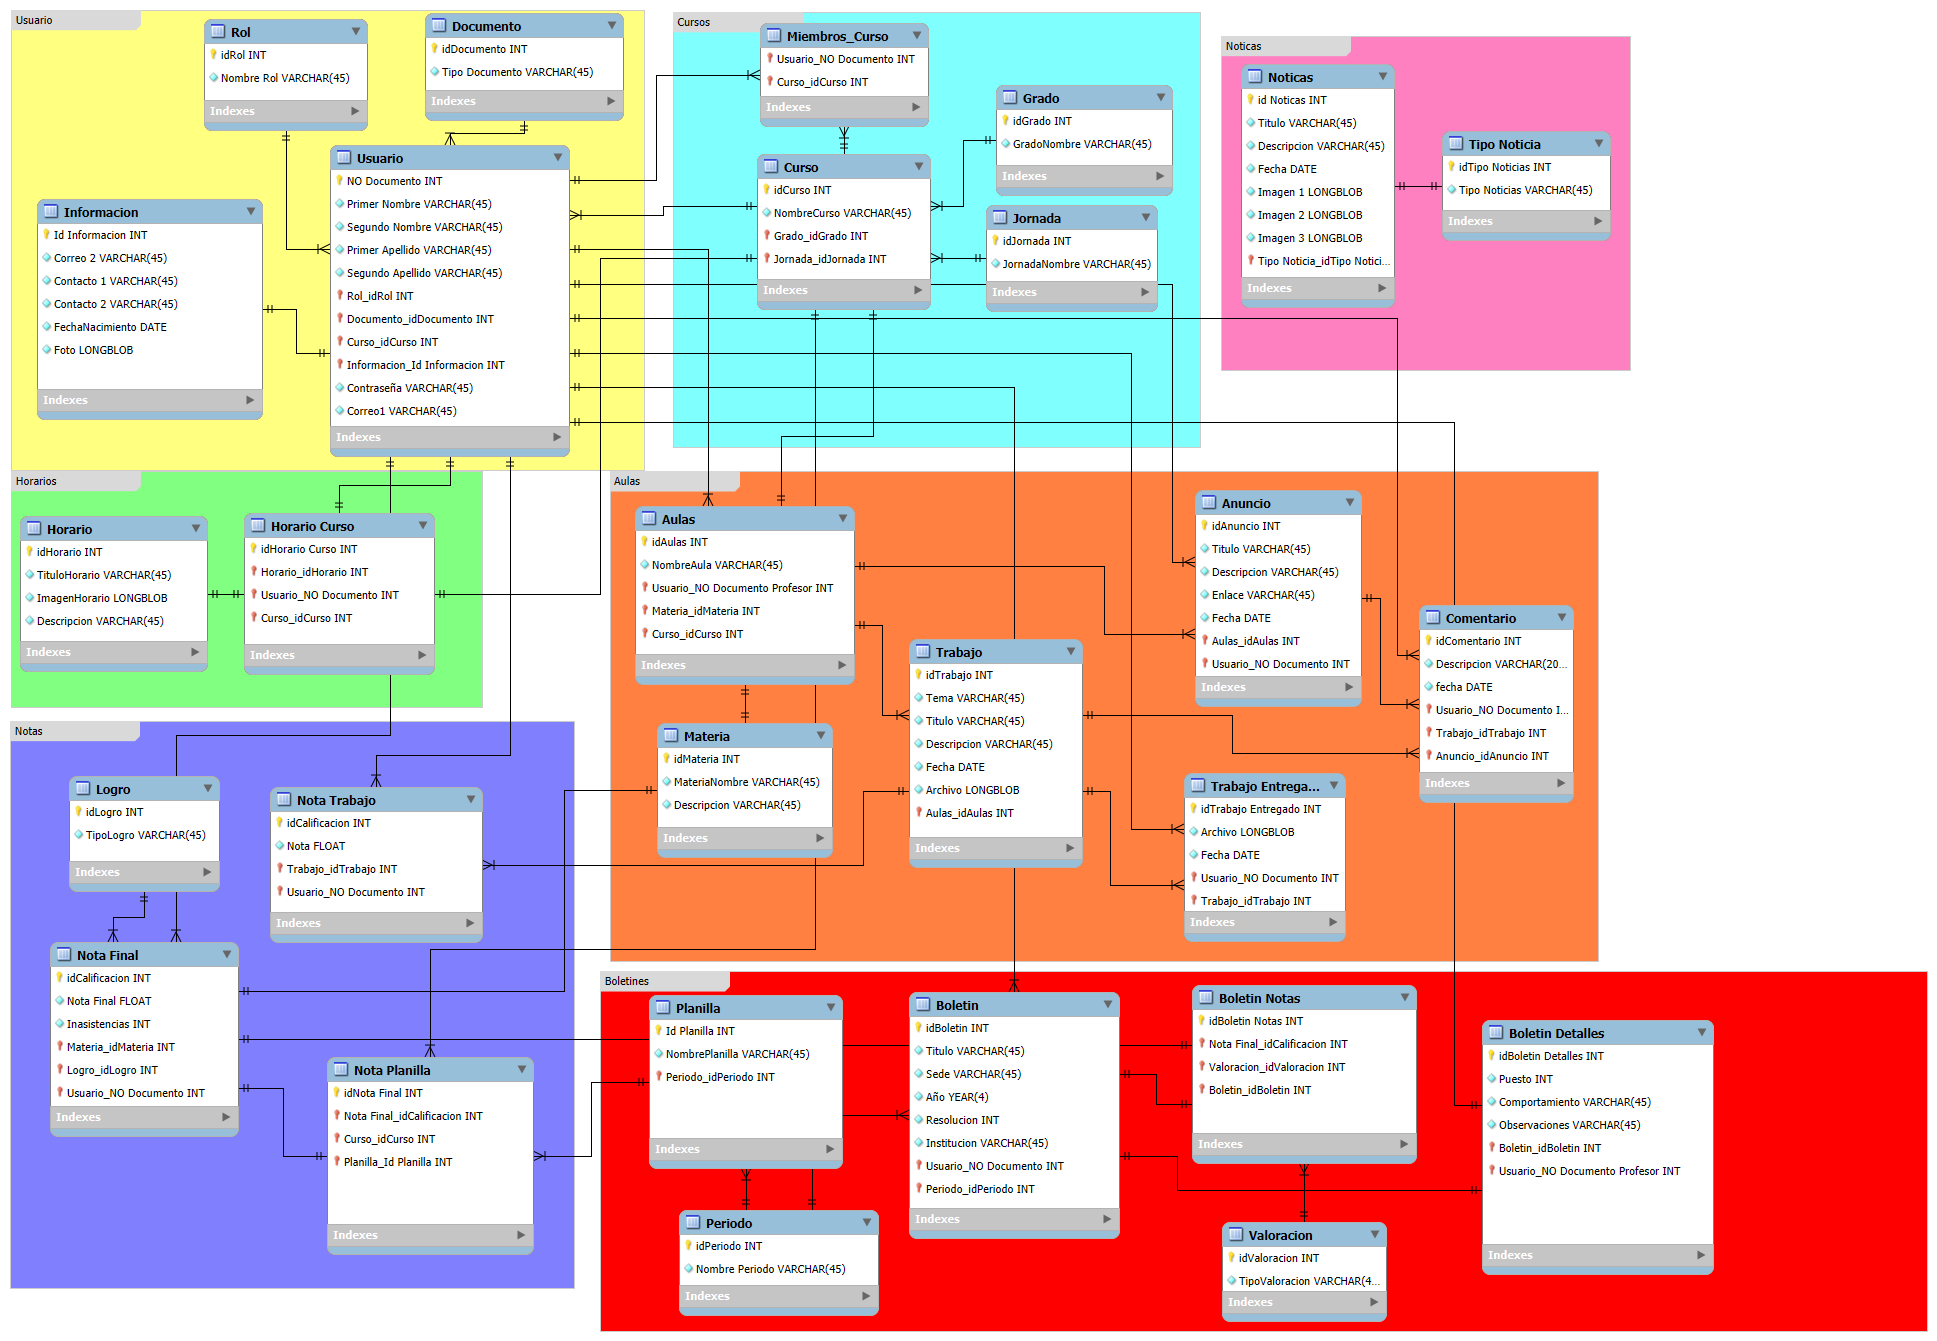 Usuario
Rol
idRol INT
Nombre Rol VARCHAR(45)
Indexes
Documento
idDocumento INT
Tipo Documento VARCHAR(45)
Indexes
Usuario
NO Documento INT
Primer Nombre VARCHAR(45)
Segundo Nombre VARCHAR(45)
Primer Apellido VARCHAR(45)
Segundo Apellido VARCHAR(45)
Rol_idRol INT
Documento_idDocumento INT
Curso_idCurso INT
Informacion_Id Informacion INT
Contraseña VARCHAR(45)
Correo1 VARCHAR(45)
Indexes
Informacion
Id Informacion INT
Correo 2 VARCHAR(45)
Contacto 1 VARCHAR(45)
Contacto 2 VARCHAR(45)
FechaNacimiento DATE
Foto LONGBLOB
Indexes
Cursos
Miembros_Curso
Usuario_NO Documento INT
Curso_idCurso INT
Indexes
Grado
idGrado INT
GradoNombre VARCHAR(45)
Indexes
Curso
idCurso INT
NombreCurso VARCHAR(45)
Grado_idGrado INT
Jornada_idJornada INT
Indexes
Jornada
idJornada INT
JornadaNombre VARCHAR(45)
Indexes
Noticas
Noticas
id Noticas INT
Titulo VARCHAR(45)
Descripcion VARCHAR(45)
Fecha DATE
Imagen 1 LONGBLOB
Imagen 2 LONGBLOB
Imagen 3 LONGBLOB
Tipo Noticia_idTipo Notici...
Indexes
Tipo Noticia
idTipo Noticias INT
Tipo Noticias VARCHAR(45)
Indexes
Horarios
Horario
idHorario INT
TituloHorario VARCHAR(45)
ImagenHorario LONGBLOB
Descripcion VARCHAR(45)
Indexes
Horario Curso
idHorario Curso INT
Horario_idHorario INT
Usuario_NO Documento INT
Curso_idCurso INT
Indexes
Aulas
Aulas
idAulas INT
NombreAula VARCHAR(45)
Usuario_NO Documento Profesor INT
Materia_idMateria INT
Curso_idCurso INT
Indexes
Anuncio
idAnuncio INT
Titulo VARCHAR(45)
Descripcion VARCHAR(45)
Enlace VARCHAR(45)
Fecha DATE
Aulas_idAulas INT
Usuario_NO Documento INT
Indexes
Comentario
idComentario INT
Descripcion VARCHAR(20...
fecha DATE
Usuario_NO Documento I...
Trabajo_idTrabajo INT
Anuncio_idAnuncio INT
Indexes
Trabajo
idTrabajo INT
Tema VARCHAR(45)
Titulo VARCHAR(45)
Descripcion VARCHAR(45)
Fecha DATE
Archivo LONGBLOB
Aulas_idAulas INT
Indexes
Materia
idMateria INT
MateriaNombre VARCHAR(45)
Descripcion VARCHAR(45)
Indexes
Trabajo Entrega...
idTrabajo Entregado INT
Archivo LONGBLOB
Fecha DATE
Usuario_NO Documento INT
Trabajo_idTrabajo INT
Indexes
Notas
Logro
idLogro INT
TipoLogro VARCHAR(45)
Indexes
Nota Trabajo
idCalificacion INT
Nota FLOAT
Trabajo_idTrabajo INT
Usuario_NO Documento INT
Indexes
Nota Final
idCalificacion INT
Nota Final FLOAT
Inasistencias INT
Materia_idMateria INT
Logro_idLogro INT
Usuario_NO Documento INT
Indexes
Nota Planilla
idNota Final INT
Nota Final_idCalificacion INT
Curso_idCurso INT
Planilla_Id Planilla INT
Indexes
Boletines
Planilla
Id Planilla INT
NombrePlanilla VARCHAR(45)
Periodo_idPeriodo INT
Indexes
Boletin
idBoletin INT
Titulo VARCHAR(45)
Sede VARCHAR(45)
Año YEAR(4)
Resolucion INT
Institucion VARCHAR(45)
Usuario_NO Documento INT
Periodo_idPeriodo INT
Indexes
Boletin Notas
idBoletin Notas INT
Nota Final_idCalificacion INT
Valoracion_idValoracion INT
Boletin_idBoletin INT
Indexes
Boletin Detalles
idBoletin Detalles INT
Puesto INT
Comportamiento VARCHAR(45)
Observaciones VARCHAR(45)
Boletin_idBoletin INT
Usuario_NO Documento Profesor INT
Indexes
Periodo
idPeriodo INT
Nombre Periodo VARCHAR(45)
Indexes
Valoracion
idValoracion INT
TipoValoracion VARCHAR(4...
Indexes